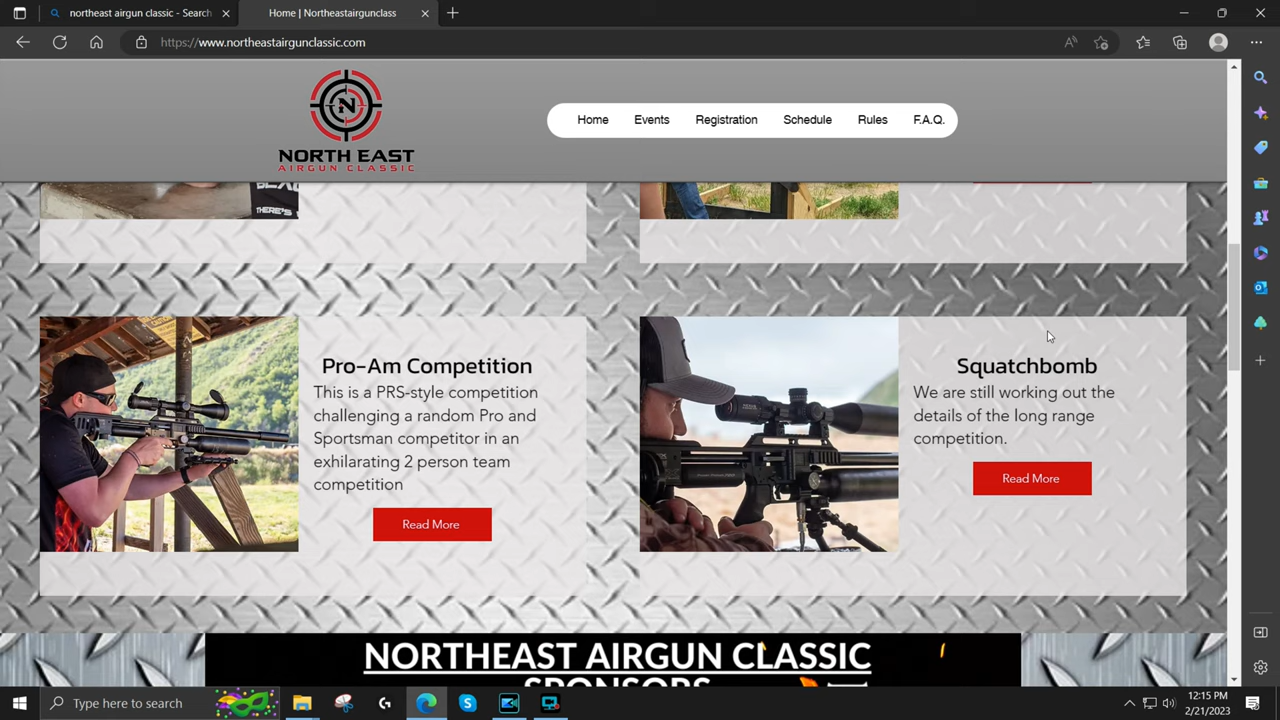 northeast airgun classic - Search
Home | Northeastairgunclass
https://www.northeastairgunclassic.com
N
NORTH EAST
AIRGUN CLASSIC
Home Events Registration Schedule Rules F.A.Q.
THERE'S
Pro-Am Competition
This is a PRS-style competition
challenging a random Pro and
Sportsman competitor in an
exhilarating 2 person team
competition
Read More
Squatchbomb
We are still working out the
details of the long range
competition.
Read More
NORTHEAST AIRGUN CLASSIC
SPONSORS
Type here to search
12:15 PM
2/21/2023